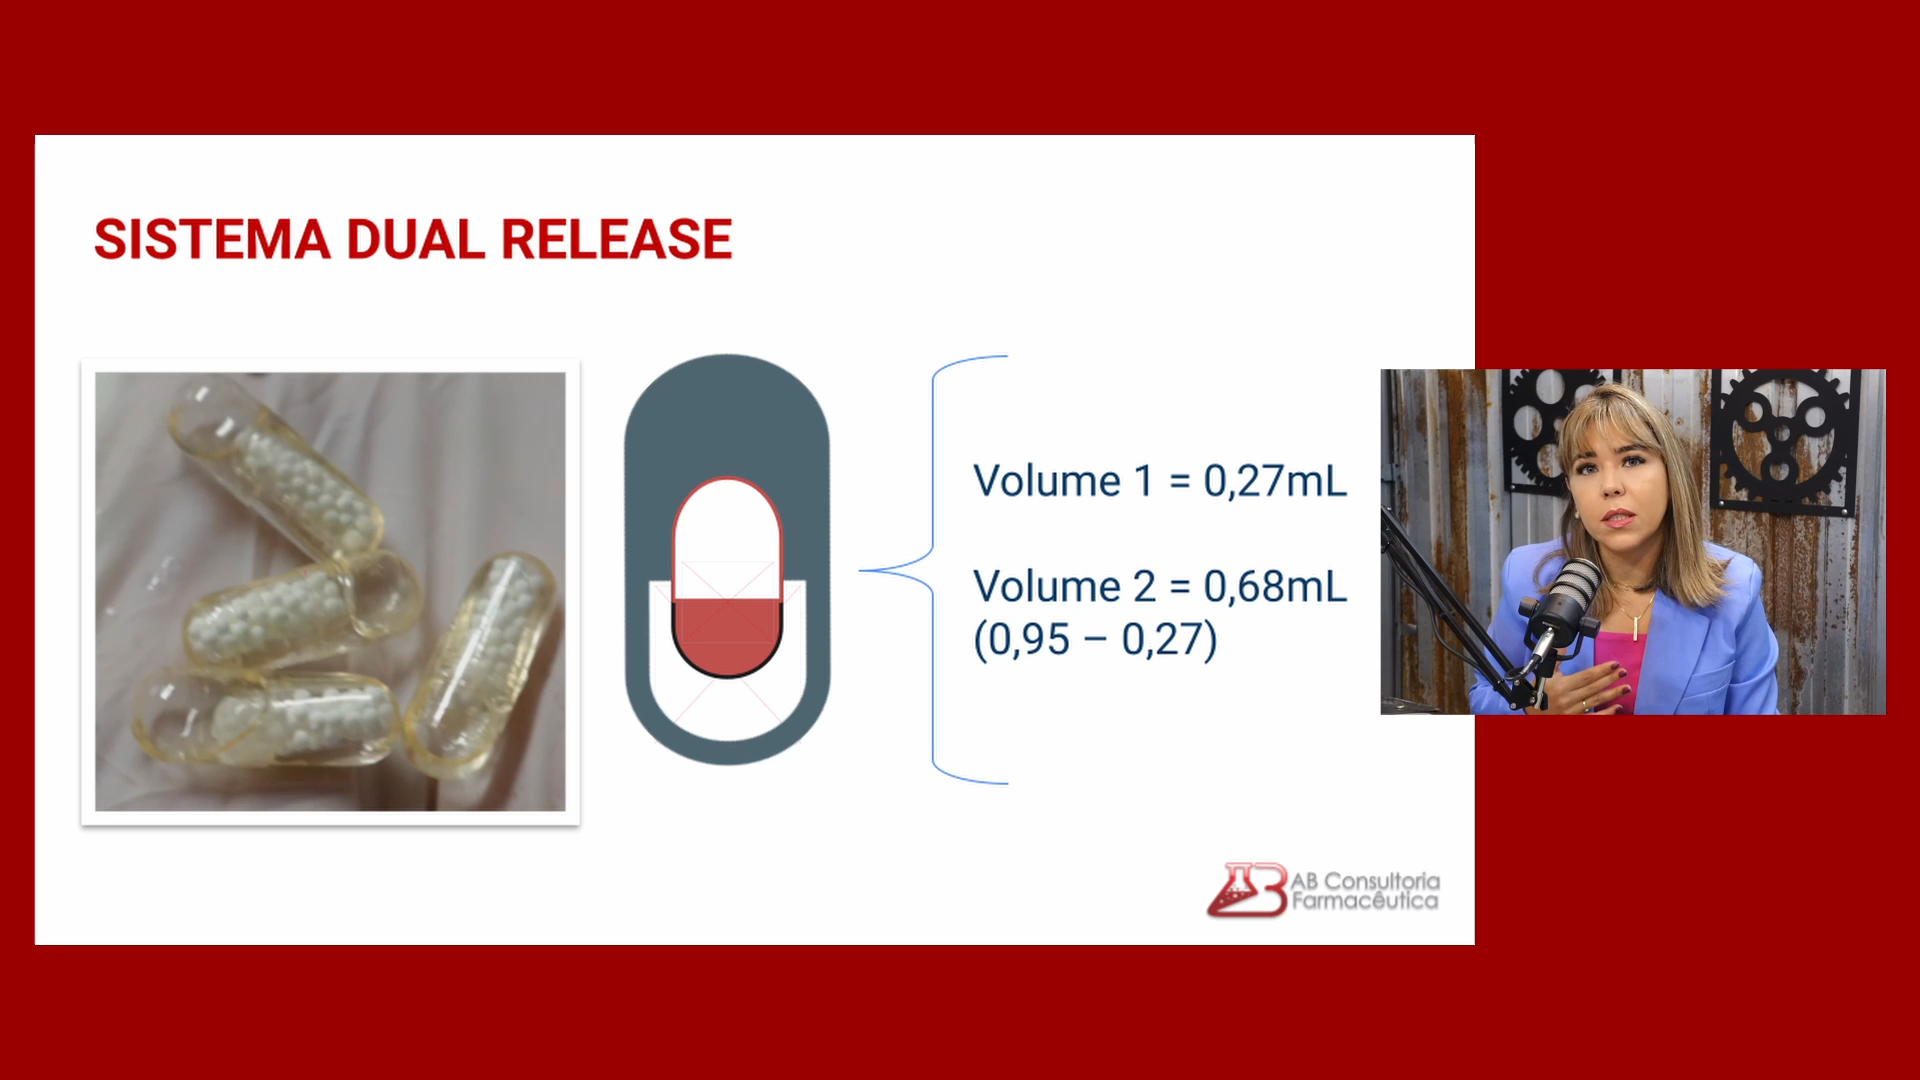 SISTEMA DUAL RELEASE
Volume 1 = 0,27mL
Volume 2 = 0,68mL
(0,95 – 0,27)
AB Consultoria
Farmacêutica